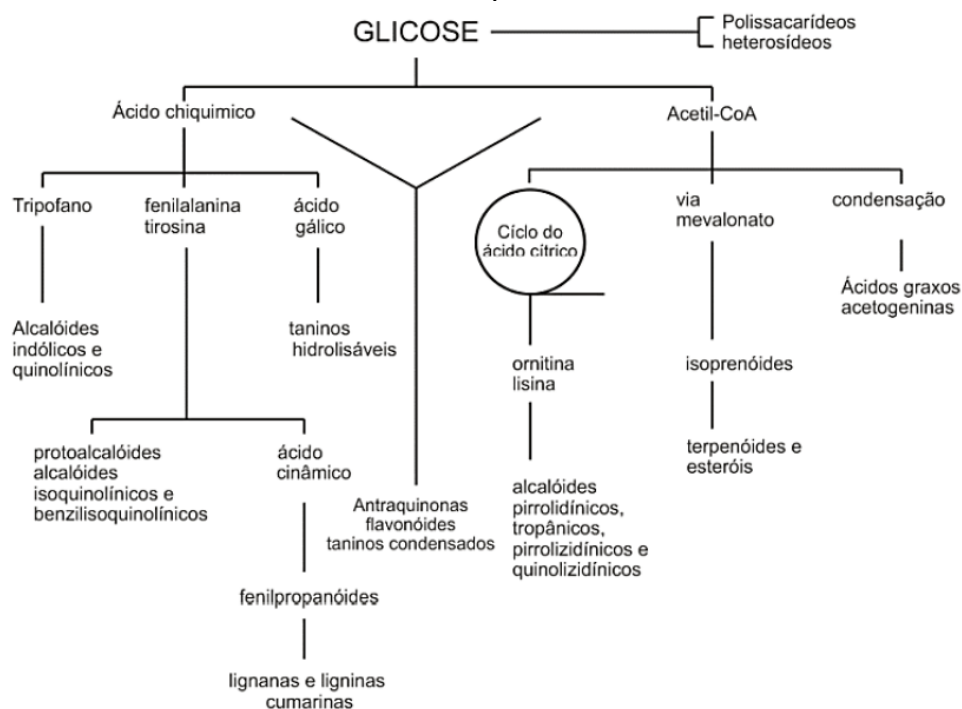 GLICOSE
Polissacarídeos
heterosídeos
Ácido chiquimico
Acetil-CoA
Tripofano
fenilalanina
tirosina
ácido
gálico
Cíclo do
ácido cítrico
via
mevalonato
condensação
Alcalóides
indólicos e
quinolínicos
taninos
hidrolisáveis
ornitina
lisina
isoprenóides
Ácidos graxos
acetogeninas
protoalcalóides
alcalóides
isoquinolínicos e
benzilisoquinolínicos
ácido
cinâmico
Antraquinonas
flavonóides
taninos condensados
alcalóides
pirrolidínicos,
tropânicos,
pirrolizidínicos e
quinolizidínicos
terpenóides e
esteróis
fenilpropanóides
lignanas e ligninas
cumarinas